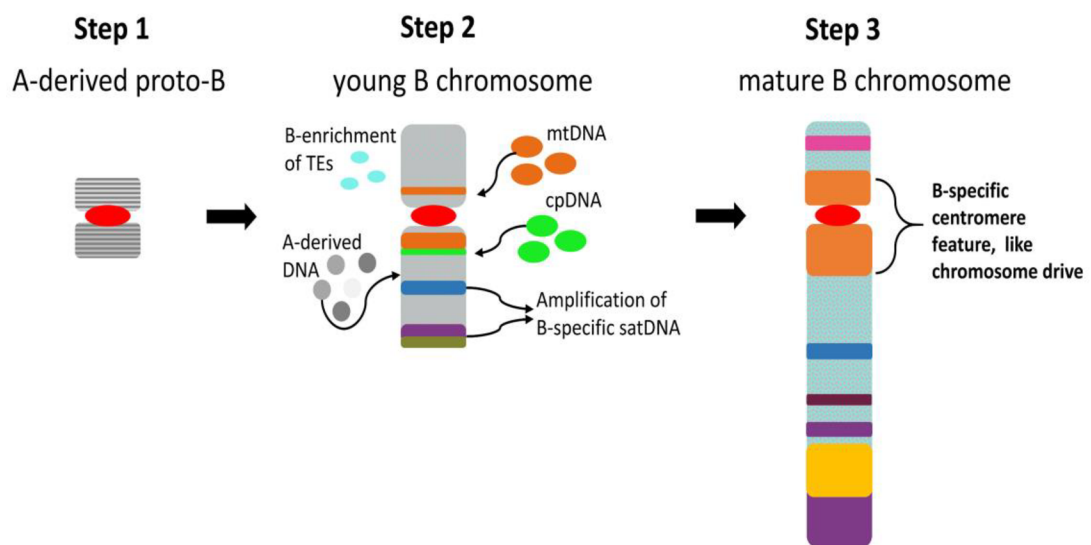 Step 1
A-derived proto-B
Step 2
young B chromosome
Step 3
mature B chromosome
B-enrichment
of TEs
mtDNA
cpDNA
A-derived
DNA
Amplification of
B-specific satDNA
B-specific
centromere
feature, like
chromosome drive